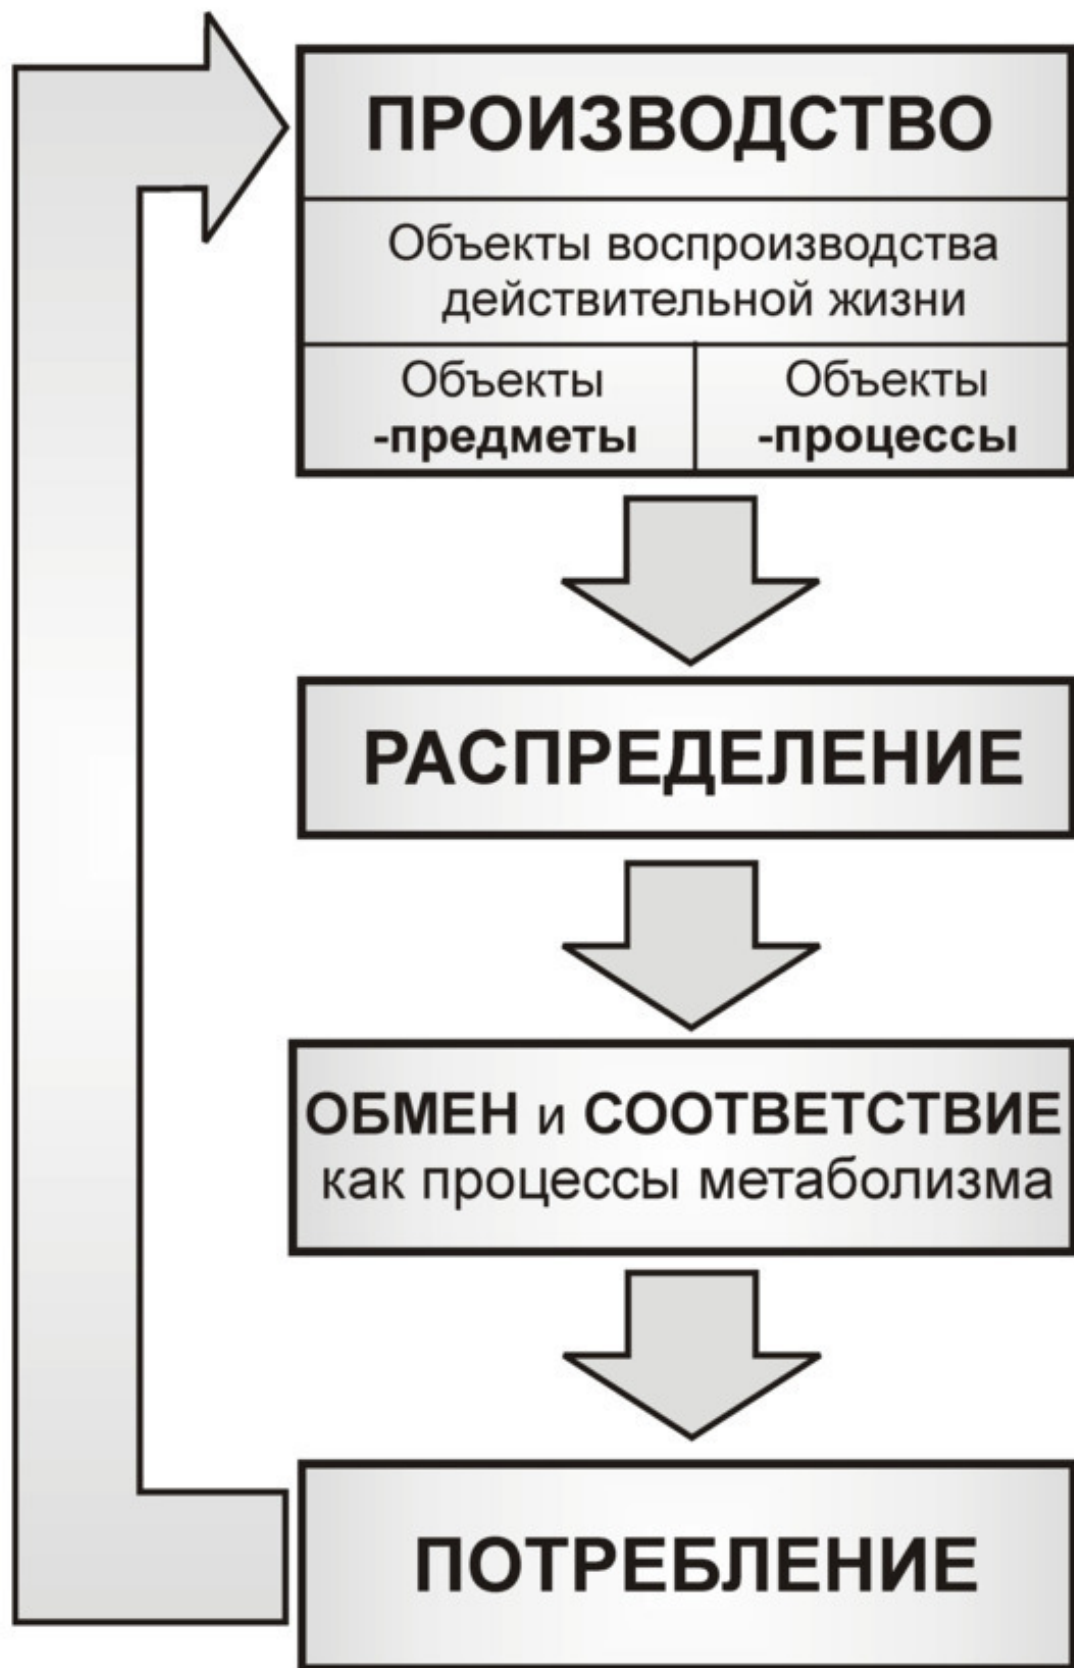 ПРОИЗВОДСТВО
Объекты воспроизводства
действительной жизни
Объекты
-предметы
Объекты
-процессы
РАСПРЕДЕЛЕНИЕ
ОБМЕН и СООТВЕТСТВИЕ
как процессы метаболизма
ПОТРЕБЛЕНИЕ